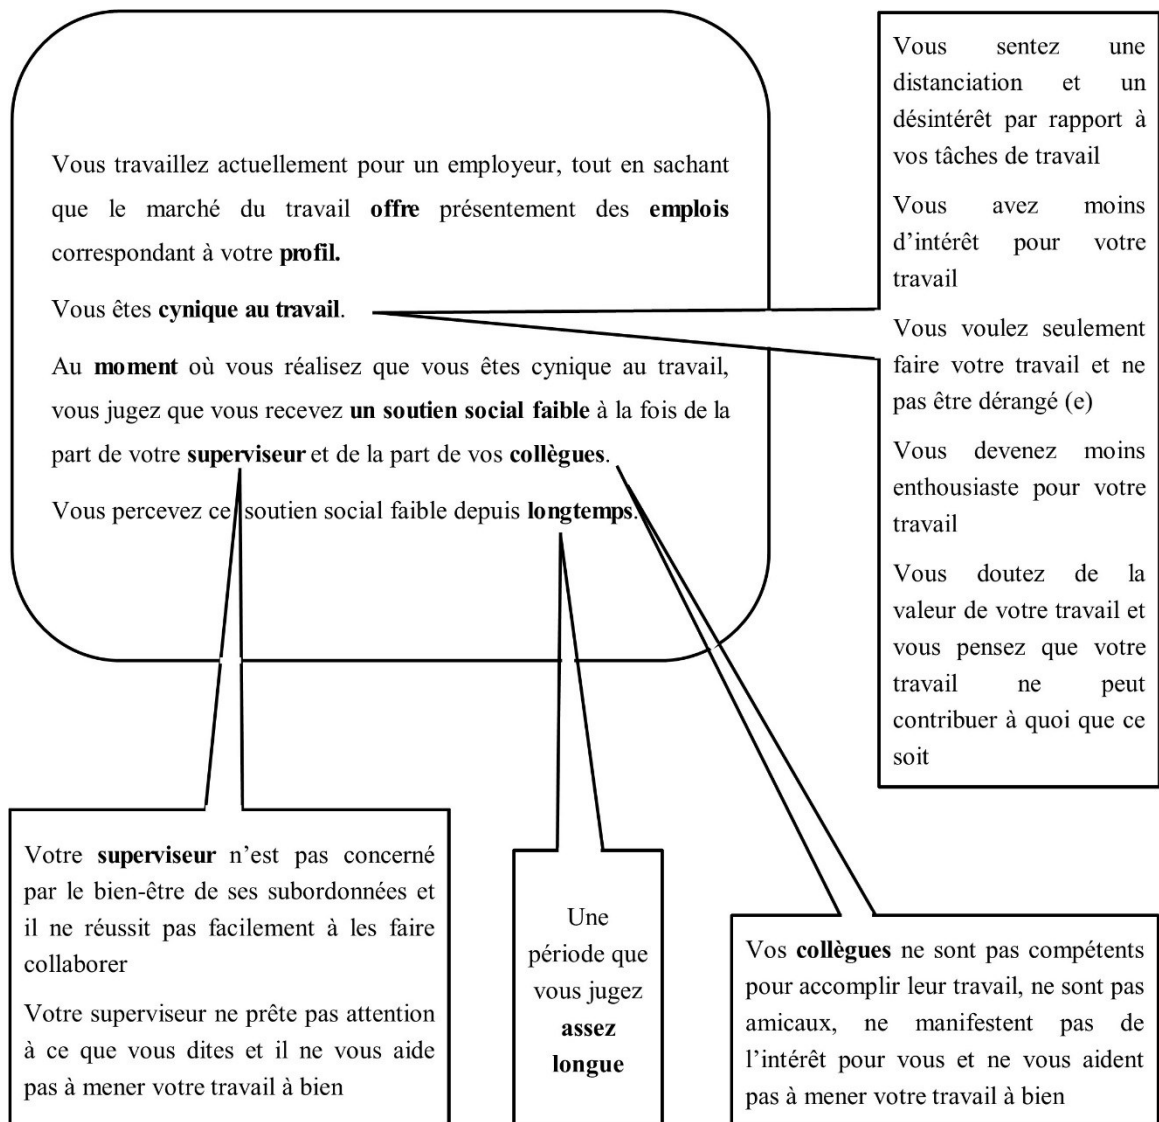 Vous travaillez actuellement pour un employeur, tout en sachant
que le marché du travail offre présentement des emplois
correspondant à votre profil.
Vous êtes cynique au travail.
Au moment où vous réalisez que vous êtes cynique au travail,
vous jugez que vous recevez un soutien social faible à la fois de la
part de votre superviseur et de la part de vos collègues.
Vous percevez ce soutien social faible depuis longtemps.
Vous sentez une
distanciation et un
désintérêt par rapport à
vos tâches de travail
Vous avez moins
d’intérêt pour votre
travail
Vous voulez seulement
faire votre travail et ne
pas être dérangé (e)
Vous devenez moins
enthousiaste pour votre
travail
Vous doutez de la
valeur de votre travail et
vous pensez que votre
travail ne peut
contribuer à quoi que ce
soit
Votre superviseur n’est pas concerné
par le bien-être de ses subordonnées et
il ne réussit pas facilement à les faire
collaborer
Votre superviseur ne prête pas attention
à ce que vous dites et il ne vous aide
pas à mener votre travail à bien
Une
période que
vous jugez
assez
longue
Vos collègues ne sont pas compétents
pour accomplir leur travail, ne sont pas
amicaux, ne manifestent pas de
l’intérêt pour vous et ne vous aident
pas à mener votre travail à bien